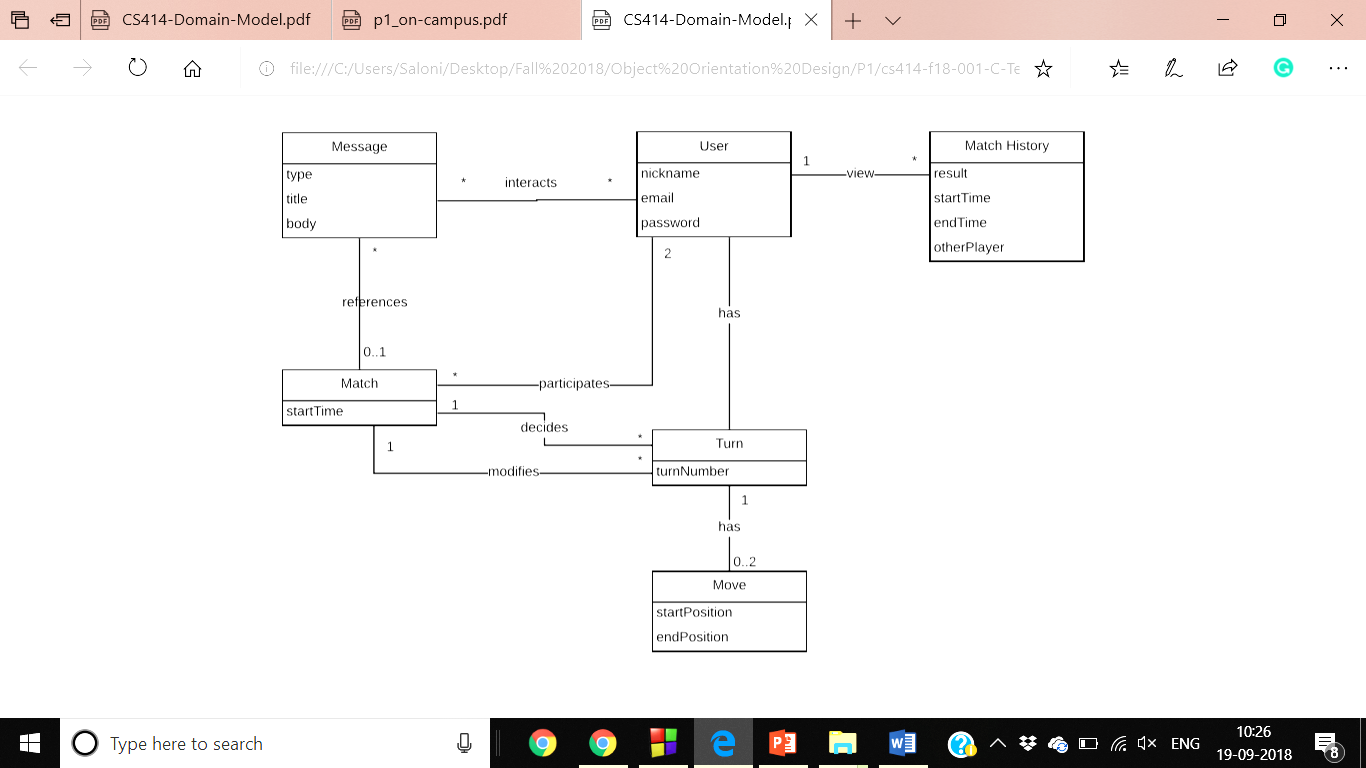 CS414-Domain-Model.pdf
p1_on-campus.pdf
CS414-Domain-Model.p
file:///C:/Users/Saloni/Desktop/Fall%202018/Object%20Orientation%20Design/P1/cs414-f18-001-C-Te
Message
type
title
body
* interacts *
User
nickname
email
password
1 view *
Match History
result
startTime
endTime
otherPlayer
*
references
0..1
2
has
Match
startTime
* participates
1
decides
*
1
modifies
*
Turn
turnNumber
1
has
0..2
Move
startPosition
endPosition
Type here to search
ENG
10:26
19-09-2018
8